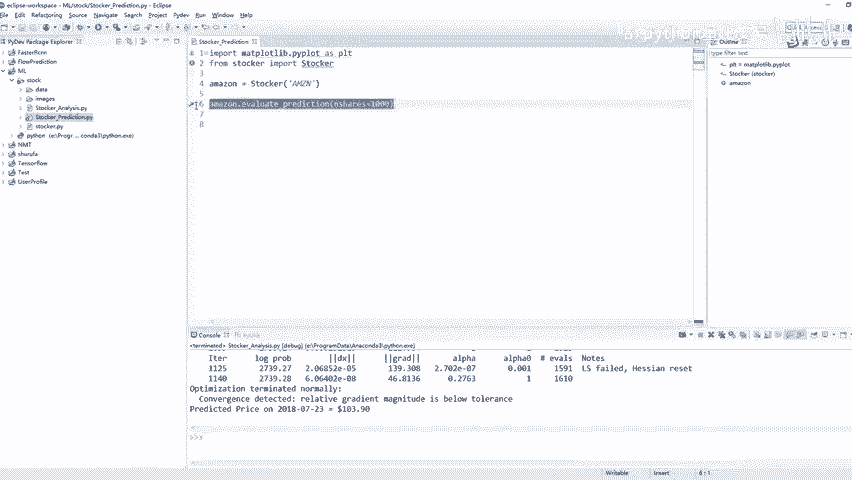 eclipse-workspace - ML/stock/Stocker_Prediction.py - Eclipse
File Edit Refactoring Source Navigate Search Project Pydev Run Window Help
PyDev Package Explorer
FasterRcnn
FlowPrediction
ML
stock
data
images
Stocker_Analysis.py
Stocker_Prediction.py
stocker.py
python (e:\Progr ... conda3\python.exe)
NMT
shurufa
Tensorflow
Test
UserProfile
Stocker_Prediction
1 import matplotlib.pyplot as plt
2 from stocker import Stocker
3
4 amazon = Stocker('AMZN')
5
6 amazon.evaluate_prediction(nshares=1000)
7
8
Outline
type filter text
plt = matplotlib.pyplot
Stocker (stocker)
amazon
Console
<terminated> Stocker_Analysis.py [debug] [e:\ProgramData\Anaconda3\python.exe]
Iter log prob ||dx|| ||grad|| alpha alpha0 # evals Notes
1125 2739.27 2.06852e-05 139.308 2.702e-07 0.001 1591 LS failed, Hessian reset
1140 2739.28 6.06402e-08 46.8136 0.2763 1 1610
Optimization terminated normally:
Convergence detected: relative gradient magnitude is below tolerance
Predicted Price on 2018-07-23 = $103.90
>>>
Writable Insert 6 : 1